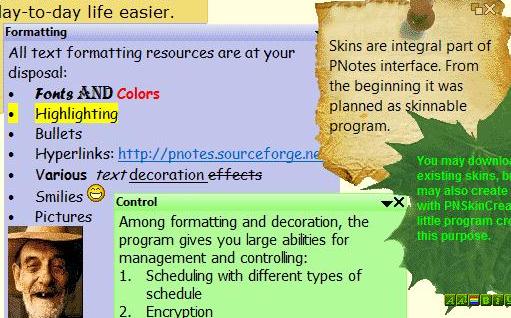 day-to-day life easier.
Formatting
All text formatting resources are at your
disposal:
• Fonts AND Colors
• Highlighting
• Bullets
• Hyperlinks: http://pnotes.sourceforge.ne
• Various text decoration effects
• Smilies
• Pictures
Skins are integral part of
PNotes interface. From
the beginning it was
planned as skinnable
program.
You may downloa
existing skins, bu
may also create
with PNSkinCrea
little program cre
this purpose.
Control
Among formatting and decoration, the
program gives you large abilities for
management and controlling:
1. Scheduling with different types of
schedule
2. Encryption